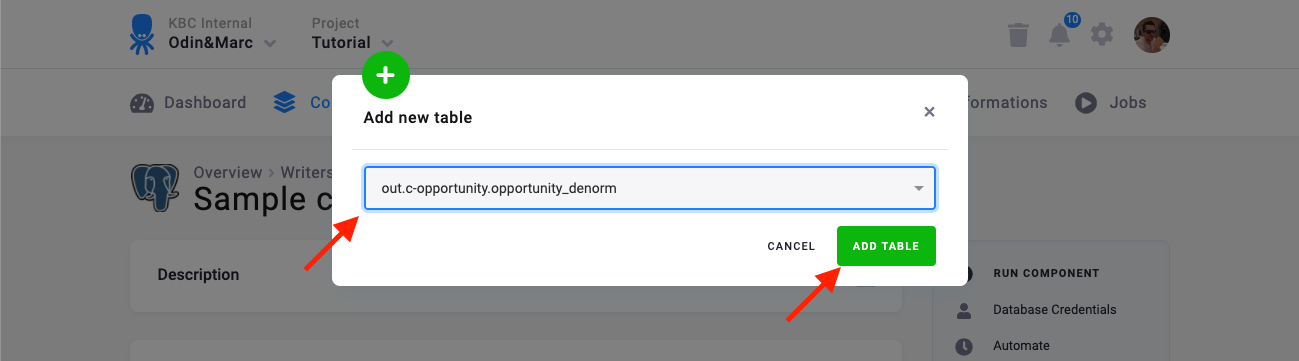 KBC Internal
Odin&Marc
Project
Tutorial
10
Dashboard
Co
formations
Jobs
Add new table
×
Overview › Writers
Sample c
out.c-opportunity.opportunity_denorm
CANCEL
ADD TABLE
Description
RUN COMPONENT
Database Credentials
Automate